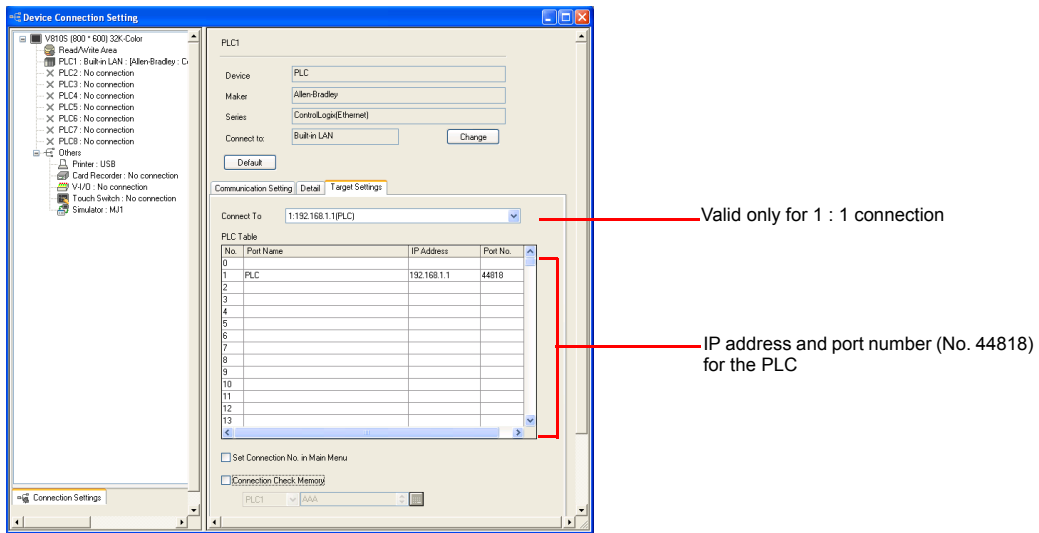 Device Connection Setting
V810S (800 * 600) 32K-Color
Read/Write Area
PLC1 : Built-in LAN : [Allen-Bradley : Co
PLC2 : No connection
PLC3 : No connection
PLC4 : No connection
PLC5 : No connection
PLC6 : No connection
PLC7 : No connection
PLC8 : No connection
Others
Printer : USB
Card Recorder : No connection
V-I/O : No connection
Touch Switch : No connection
Simulator : MJ1
Connection Settings
PLC1
Device PLC
Maker Allen-Bradley
Series ControlLogix(Ethernet)
Connect to: Built-in LAN Change
Default
Communication Setting Detail Target Settings
Connect To 1:192.168.1.1(PLC)
PLC Table
No. Port Name IP Address Port No.
0
1 PLC 192.168.1.1 44818
2
3
4
5
6
7
8
9
10
11
12
13
Set Connection No. in Main Menu
Connection Check Memory
PLC1 AAA
Valid only for 1 : 1 connection
IP address and port number (No. 44818)
for the PLC